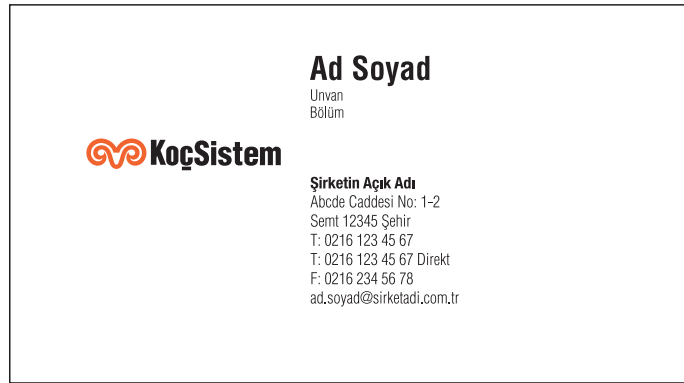 Ad Soyad
Unvan
Bölüm
KoçSistem
Şirketin Açık Adı
Abcde Caddesi No: 1-2
Semt 12345 Şehir
T: 0216 123 45 67
T: 0216 123 45 67 Direkt
F: 0216 234 56 78
ad.soyad@sirketadi.com.tr